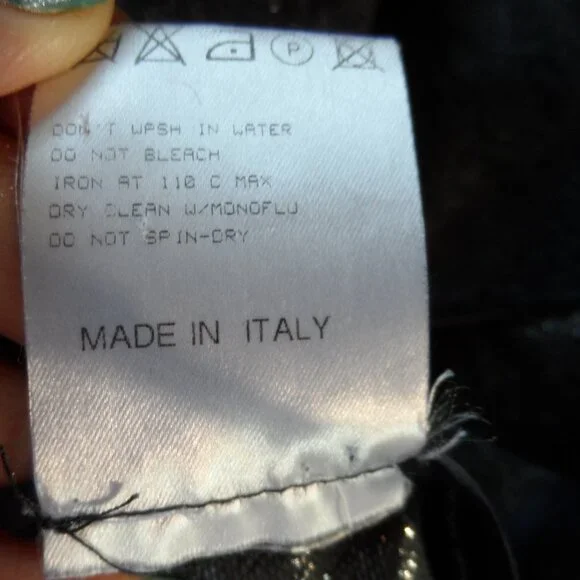 P
DON'T WASH IN WATER
DO NOT BLEACH
IRON AT 110 C MAX
DRY CLEAN W/MONOFLU
DO NOT SPIN-DRY
MADE IN ITALY